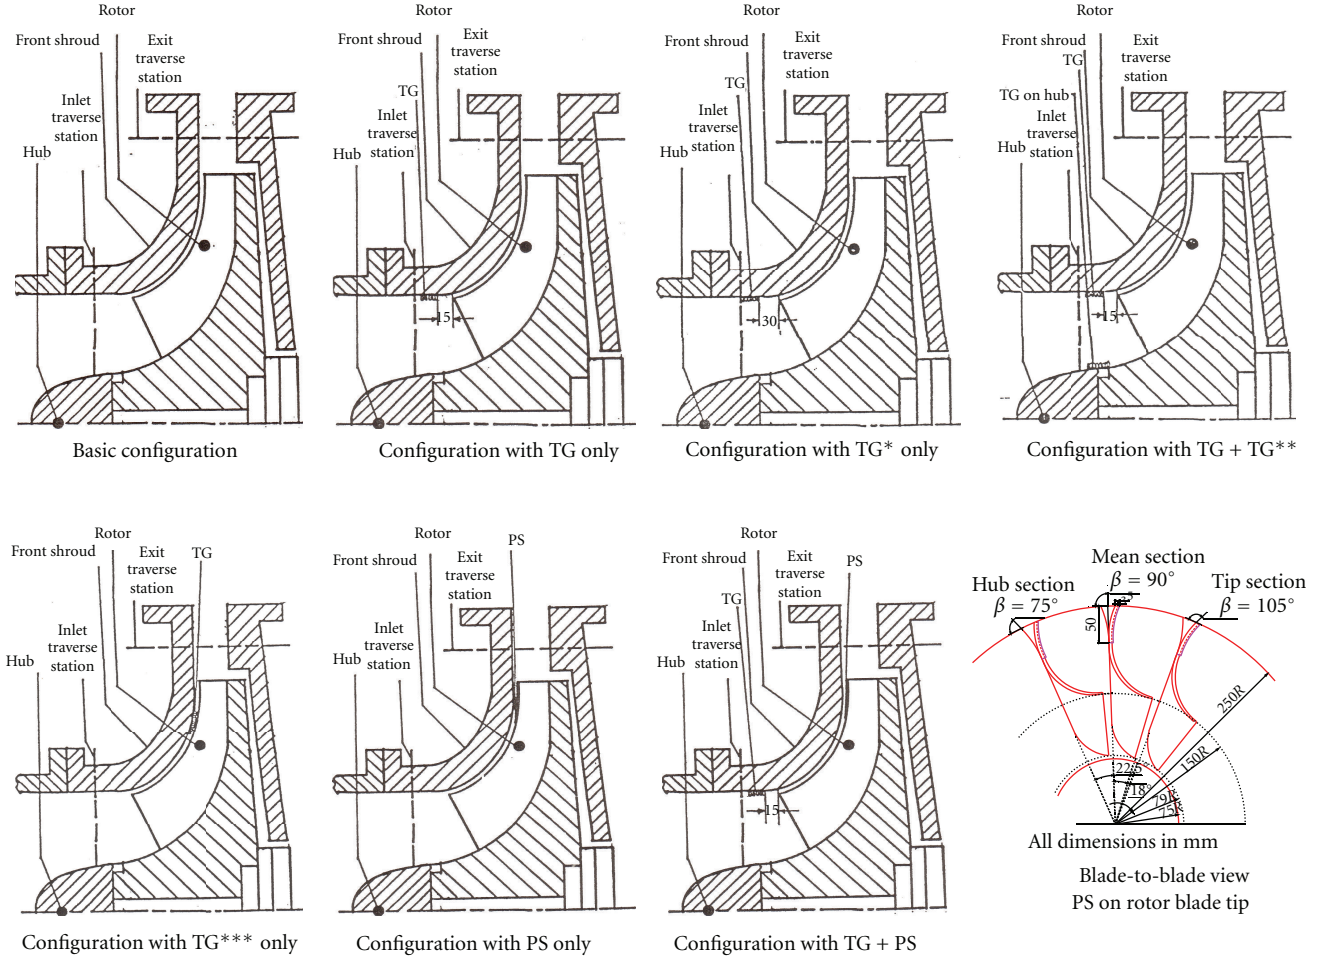 Rotor
Front shroud
Exit
traverse
station
Inlet
traverse
station
Hub
Basic configuration
Rotor
Front shroud
Exit
traverse
station
TG
Inlet
traverse
station
Hub
15
Configuration with TG only
Rotor
Front shroud
Exit
traverse
station
TG
Inlet
traverse
station
Hub
30
Configuration with TG* only
Rotor
Front shroud
TG
Exit
traverse
station
TG on hub
Inlet
traverse
station
Hub
15
Configuration with TG + TG**
Rotor
Front shroud
Exit
traverse
station
TG
Inlet
traverse
station
Hub
Configuration with TG*** only
Rotor
PS
Front shroud
Exit
traverse
station
Inlet
traverse
station
Hub
Configuration with PS only
Rotor
Front shroud
Exit
traverse
station
PS
TG
Inlet
traverse
station
Hub
15
Configuration with TG + PS
Mean section
β = 90°
Hub section
β = 75°
Tip section
β = 105°
50
250R
150R
22.5
18°
79R
75R
All dimensions in mm
Blade-to-blade view
PS on rotor blade tip